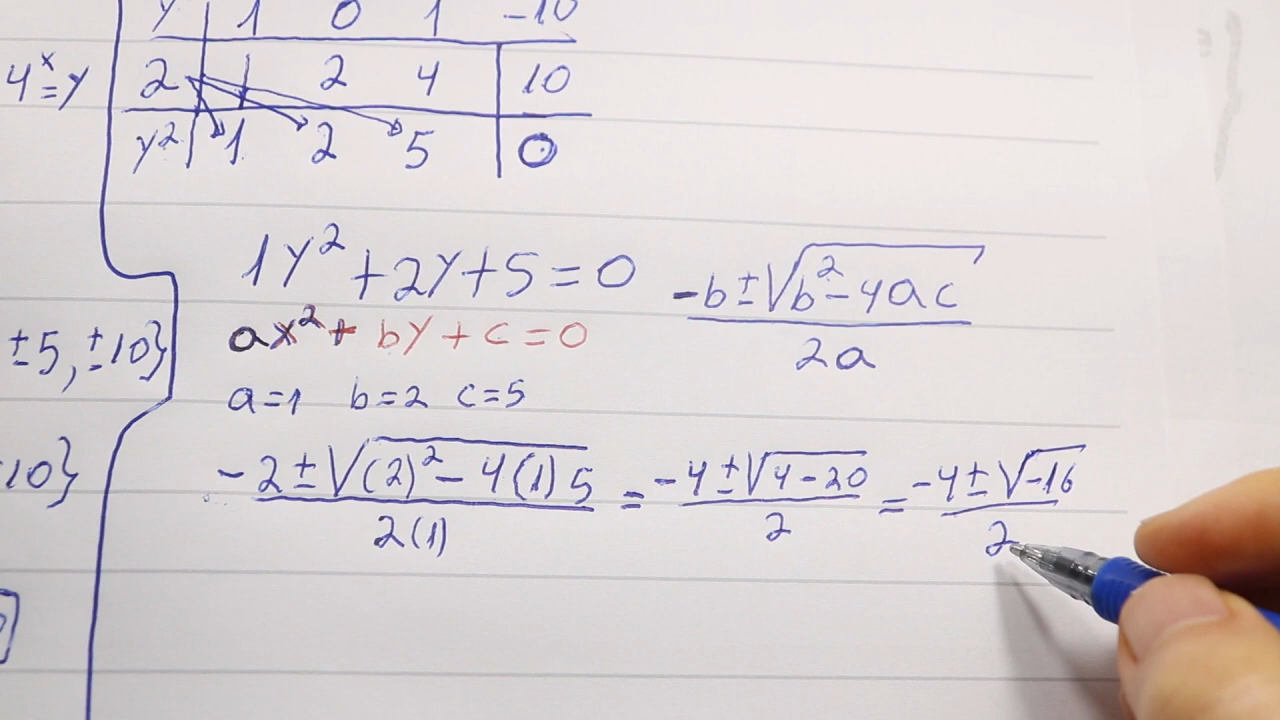 y 1 0 1 -10
4^x = y 2 1 2 4 10
y² 1 2 5 0
1y² + 2y + 5 = 0 -b ± √(b² - 4ac) / 2a
±5, ±10} ax² + by + c = 0
a=1 b=2 c=5
10} -2 ± √((2)² - 4(1)5) / 2(1) = -4 ± √(4 - 20) / 2 = -4 ± √(-16) / 2